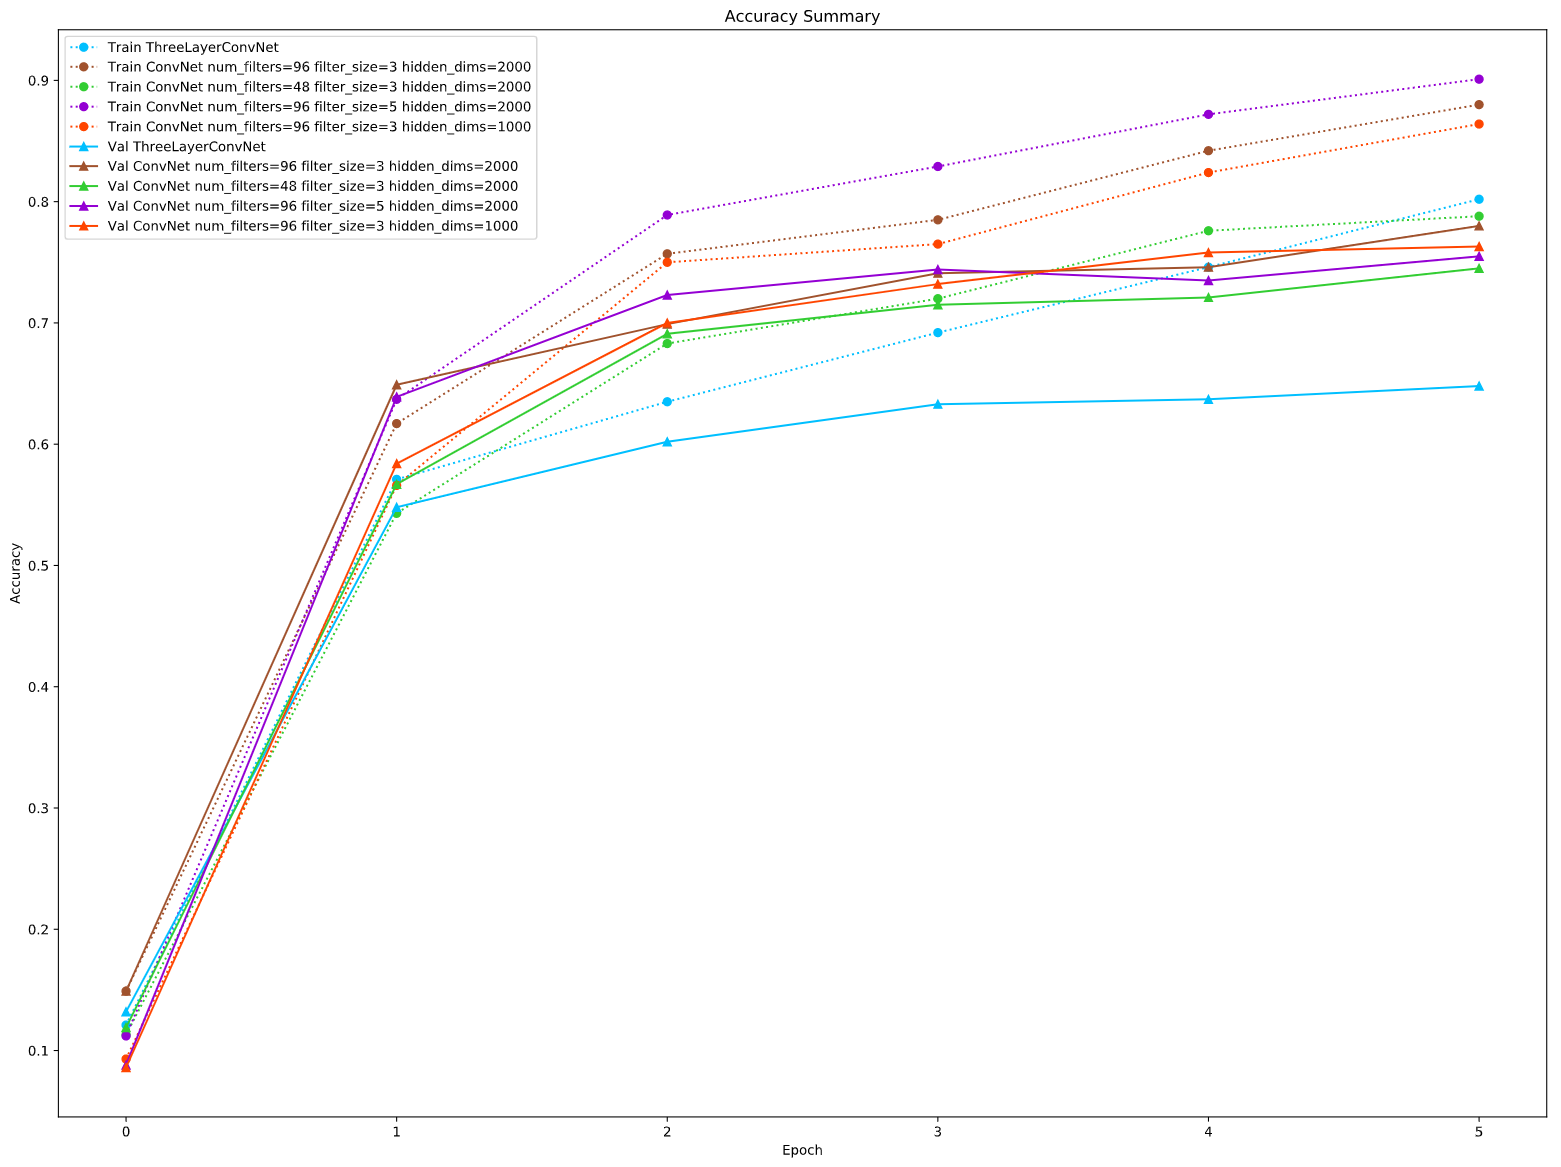 Accuracy Summary
Train ThreeLayerConvNet
Train ConvNet num_filters=96 filter_size=3 hidden_dims=2000
Train ConvNet num_filters=48 filter_size=3 hidden_dims=2000
Train ConvNet num_filters=96 filter_size=5 hidden_dims=2000
Train ConvNet num_filters=96 filter_size=3 hidden_dims=1000
Val ThreeLayerConvNet
Val ConvNet num_filters=96 filter_size=3 hidden_dims=2000
Val ConvNet num_filters=48 filter_size=3 hidden_dims=2000
Val ConvNet num_filters=96 filter_size=5 hidden_dims=2000
Val ConvNet num_filters=96 filter_size=3 hidden_dims=1000
Accuracy
0.9
0.8
0.7
0.6
0.5
0.4
0.3
0.2
0.1
0 1 2 3 4 5
Epoch